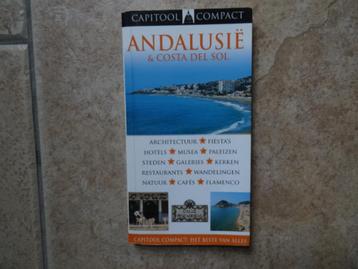 CAPITOOL COMPACT
ANDALUSIË
& COSTA DEL SOL
ARCHITECTUUR ★ FIESTA'S
HOTELS ★ MUSEA ★ PALEIZEN
STEDEN ★ GALERIES ★ KERKEN
RESTAURANTS ★ WANDELINGEN
NATUUR ★ CAFÉS ★ FLAMENCO
CAPITOOL COMPACT: HET BESTE VAN ALLES